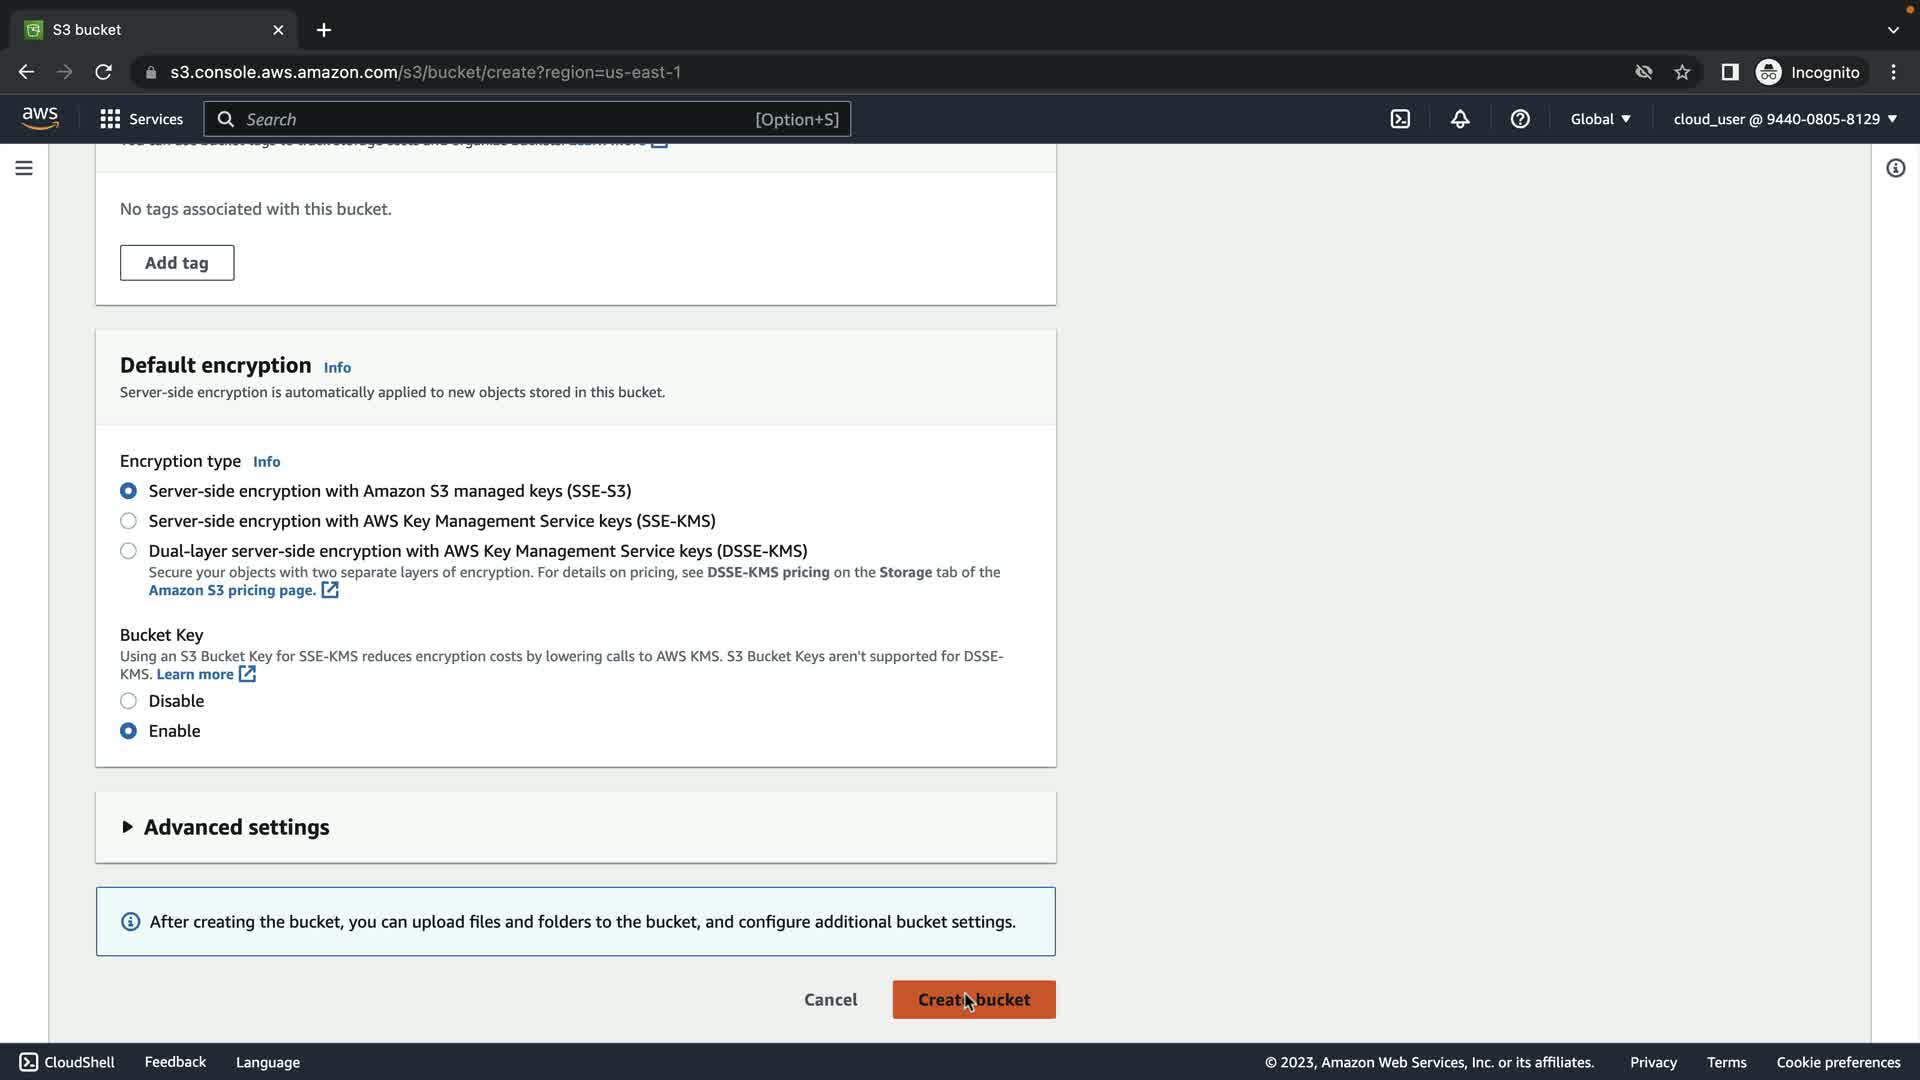 S3 bucket
s3.console.aws.amazon.com/s3/bucket/create?region=us-east-1
Incognito
aws
Services
Search
[Option+S]
Global
cloud_user @ 9440-0805-8129
No tags associated with this bucket.
Add tag
Default encryption Info
Server-side encryption is automatically applied to new objects stored in this bucket.
Encryption type Info
Server-side encryption with Amazon S3 managed keys (SSE-S3)
Server-side encryption with AWS Key Management Service keys (SSE-KMS)
Dual-layer server-side encryption with AWS Key Management Service keys (DSSE-KMS)
Secure your objects with two separate layers of encryption. For details on pricing, see DSSE-KMS pricing on the Storage tab of the
Amazon S3 pricing page.
Bucket Key
Using an S3 Bucket Key for SSE-KMS reduces encryption costs by lowering calls to AWS KMS. S3 Bucket Keys aren't supported for DSSE-
KMS. Learn more
Disable
Enable
Advanced settings
After creating the bucket, you can upload files and folders to the bucket, and configure additional bucket settings.
Cancel
Create bucket
CloudShell
Feedback
Language
© 2023, Amazon Web Services, Inc. or its affiliates.
Privacy
Terms
Cookie preferences